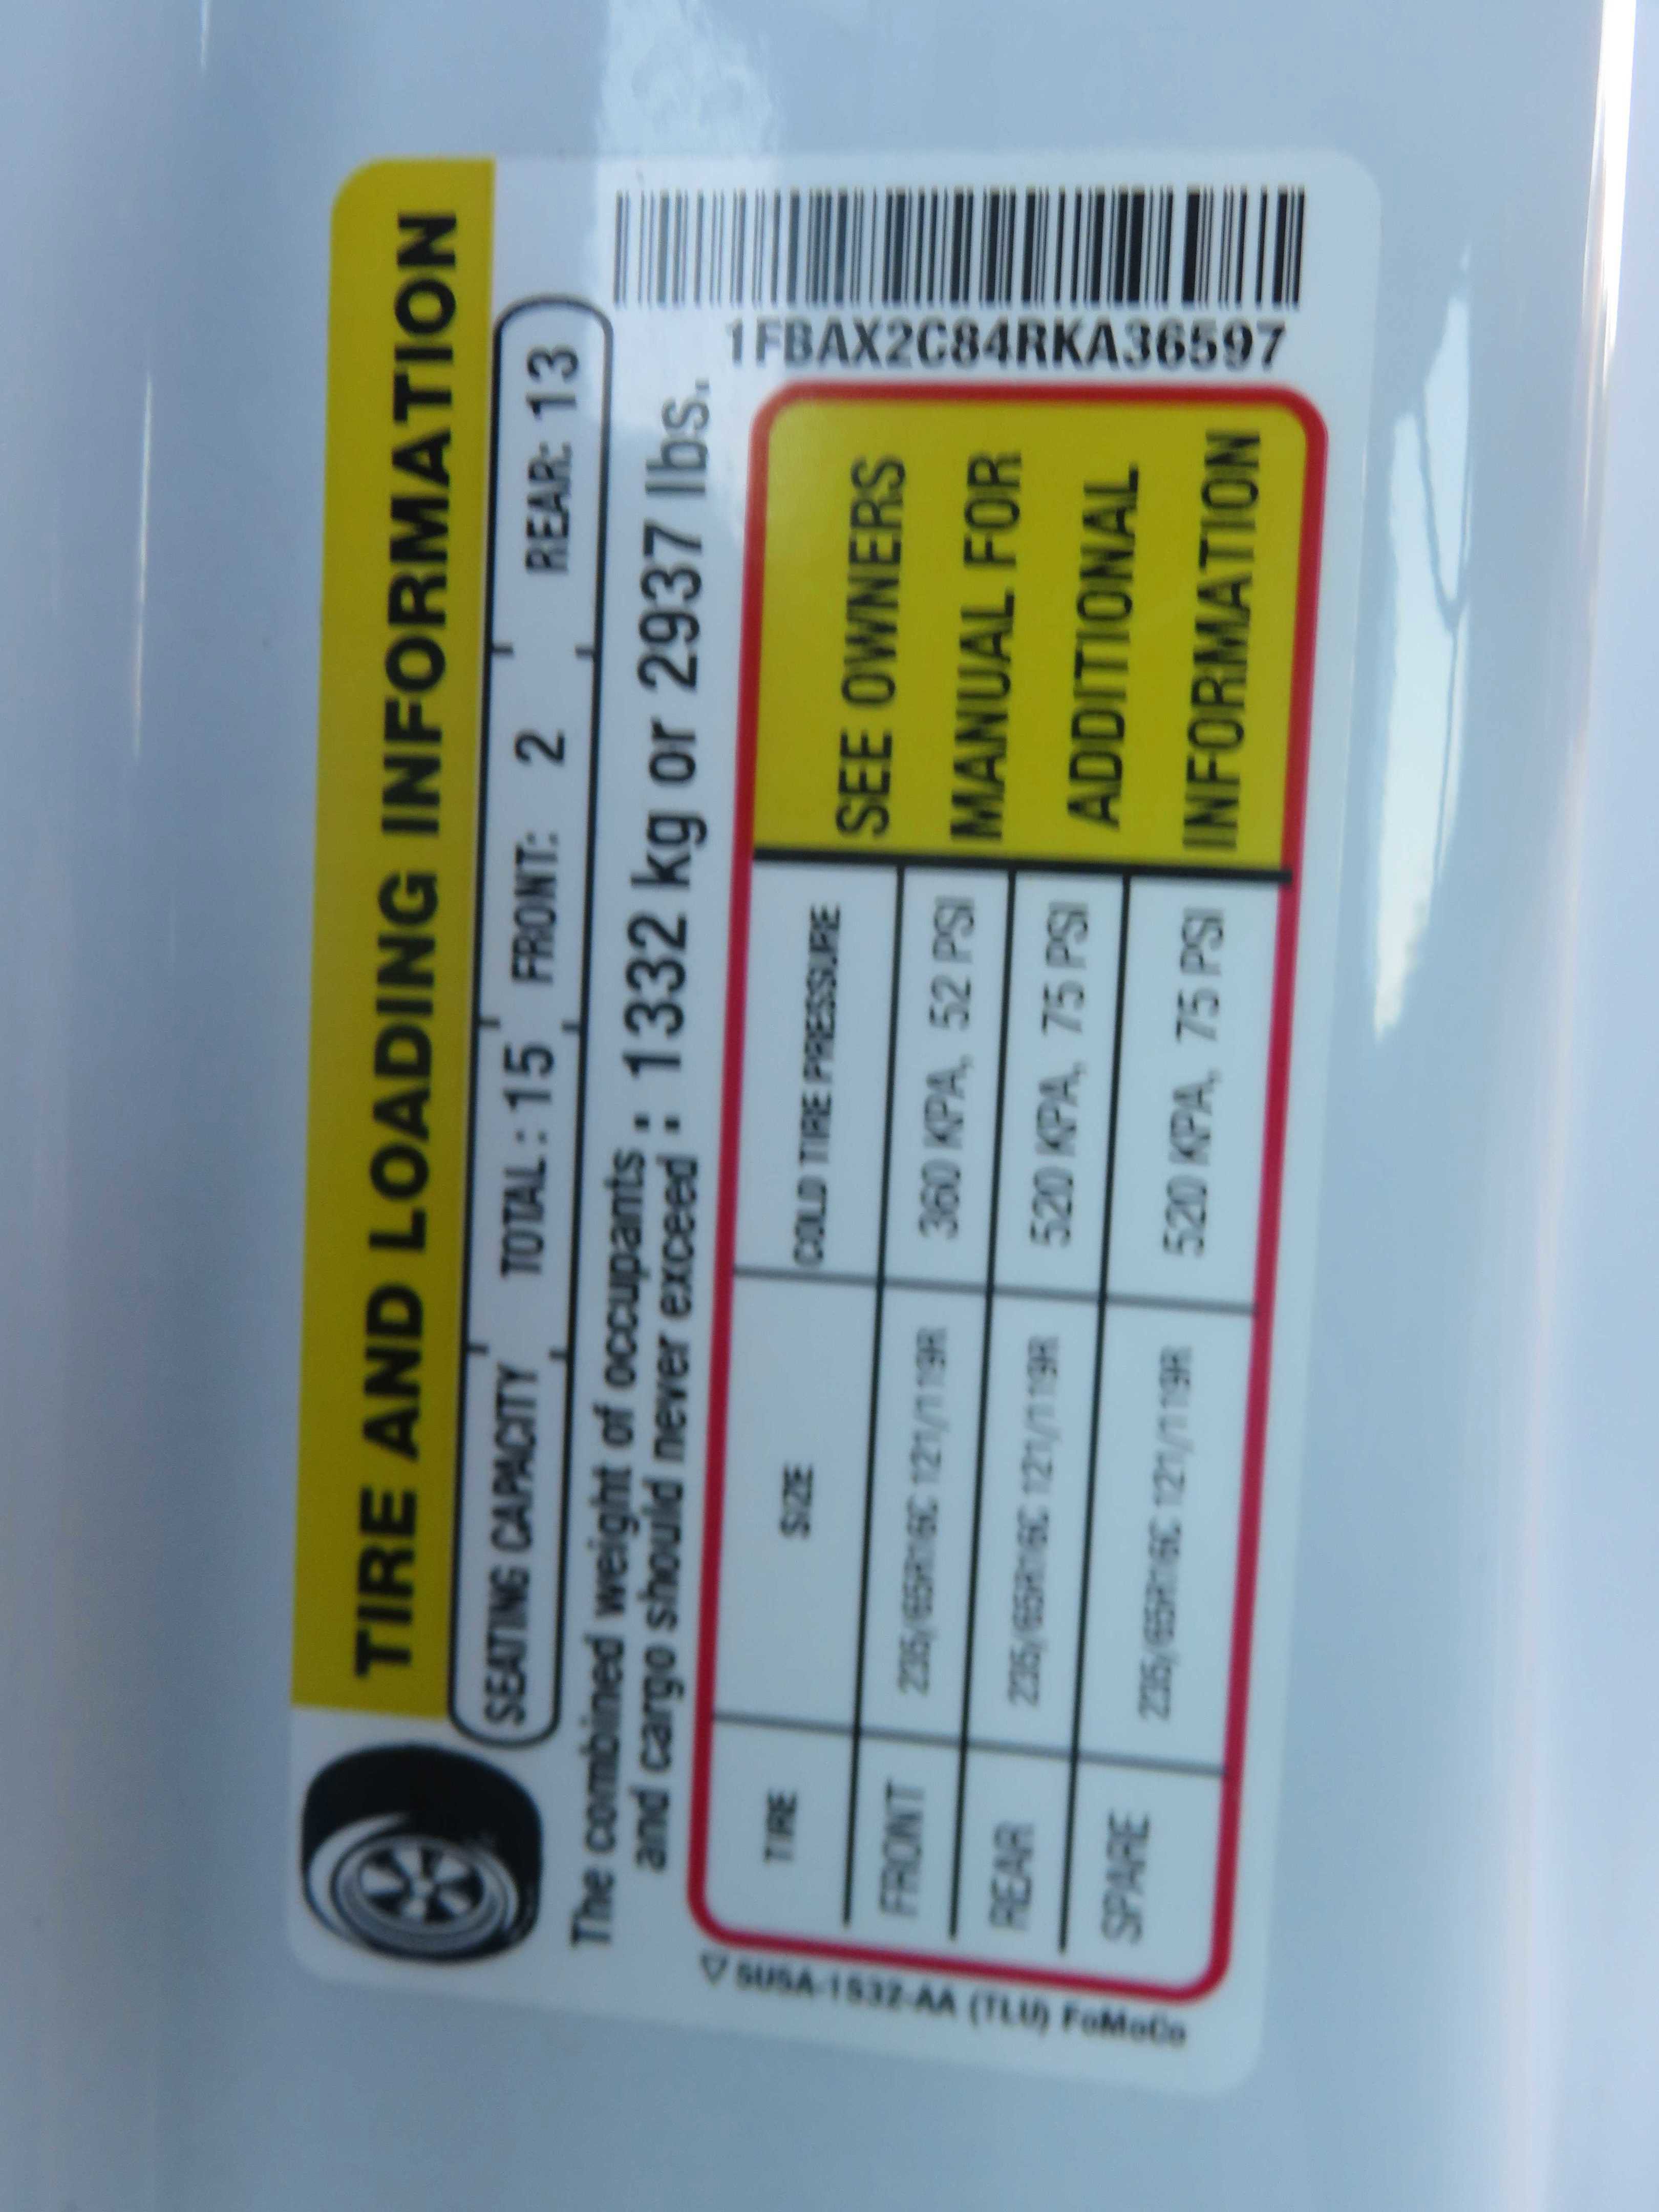 TIRE AND LOADING INFORMATION
SEATING CAPACITY TOTAL : 15 FRONT: 2 REAR: 13
The combined weight of occupants : 1332 kg or 2937 lbs.
and cargo should never exceed :
TIRE SIZE COLD TIRE PRESSURE
FRONT 235/65R16C 121/119R 360 KPA, 52 PSI
REAR 235/65R16C 121/119R 520 KPA, 75 PSI
SPARE 235/65R16C 121/119R 520 KPA, 75 PSI
SEE OWNERS
MANUAL FOR
ADDITIONAL
INFORMATION
1FBAX2C84RKA36597
5U5A-1532-AA (TLU) FoMoCo